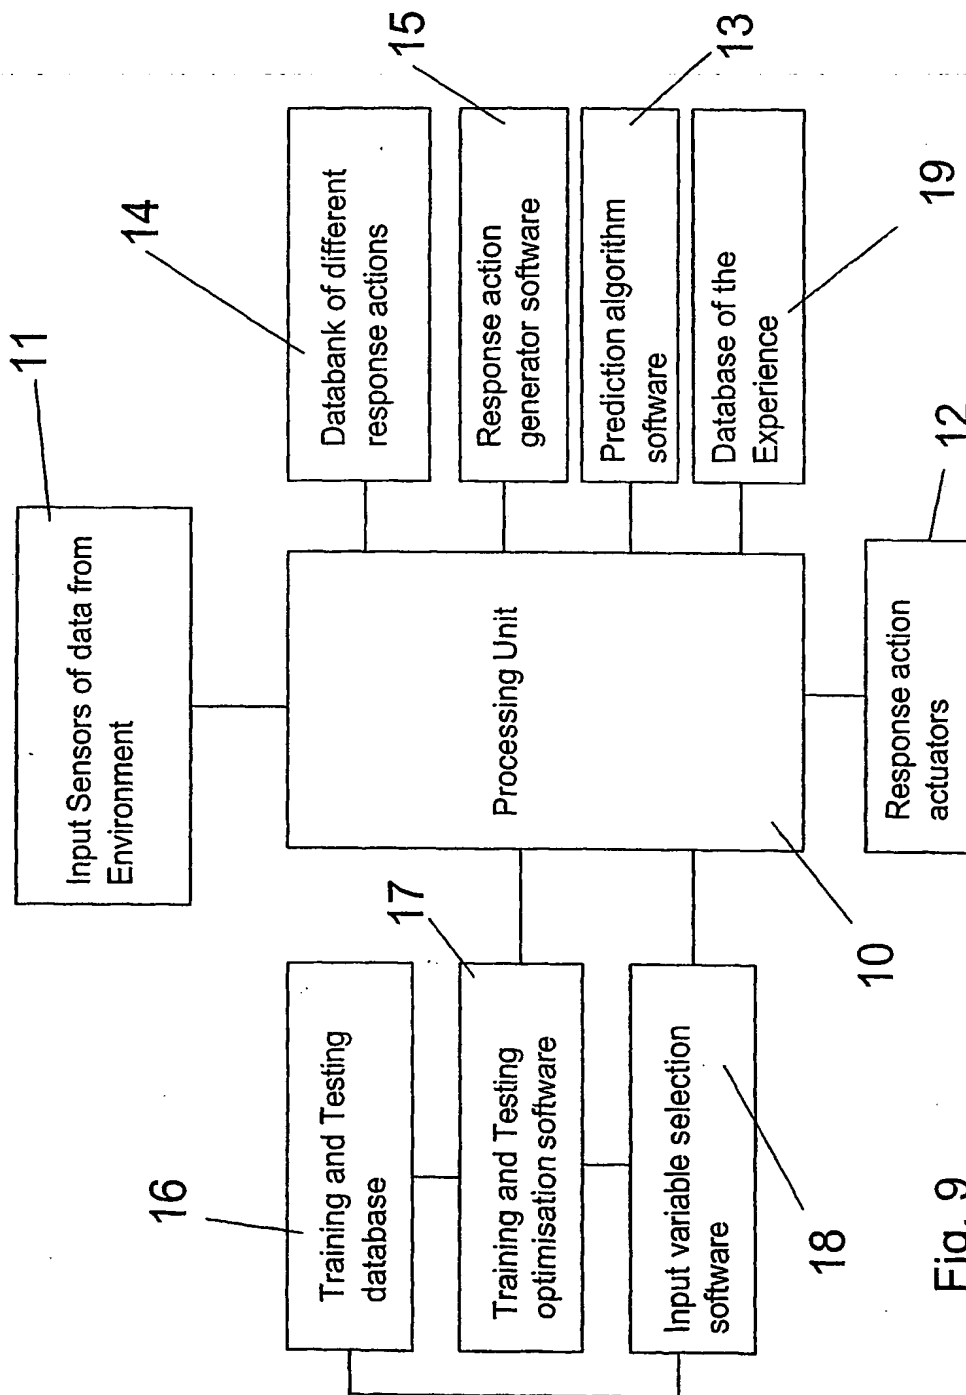 11
Input Sensors of data from
Environment
16
Training and Testing
database
17
Training and Testing
optimisation software
Input variable selection
software
18
Processing Unit
10
14
Databank of different
response actions
15
Response action
generator software
13
Prediction algorithm
software
Database of the
Experience
19
12
Response action
actuators
Fig. 9